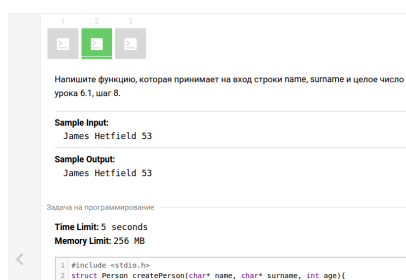 1 2 3
Напишите функцию, которая принимает на вход строки name, surname и целое число
урока 6.1, шаг 8.
Sample Input:
James Hetfield 53
Sample Output:
James Hetfield 53
Задача на программирование
Time Limit: 5 seconds
Memory Limit: 256 MB
1 #include <stdio.h>
2 struct Person createPerson(char* name, char* surname, int age){